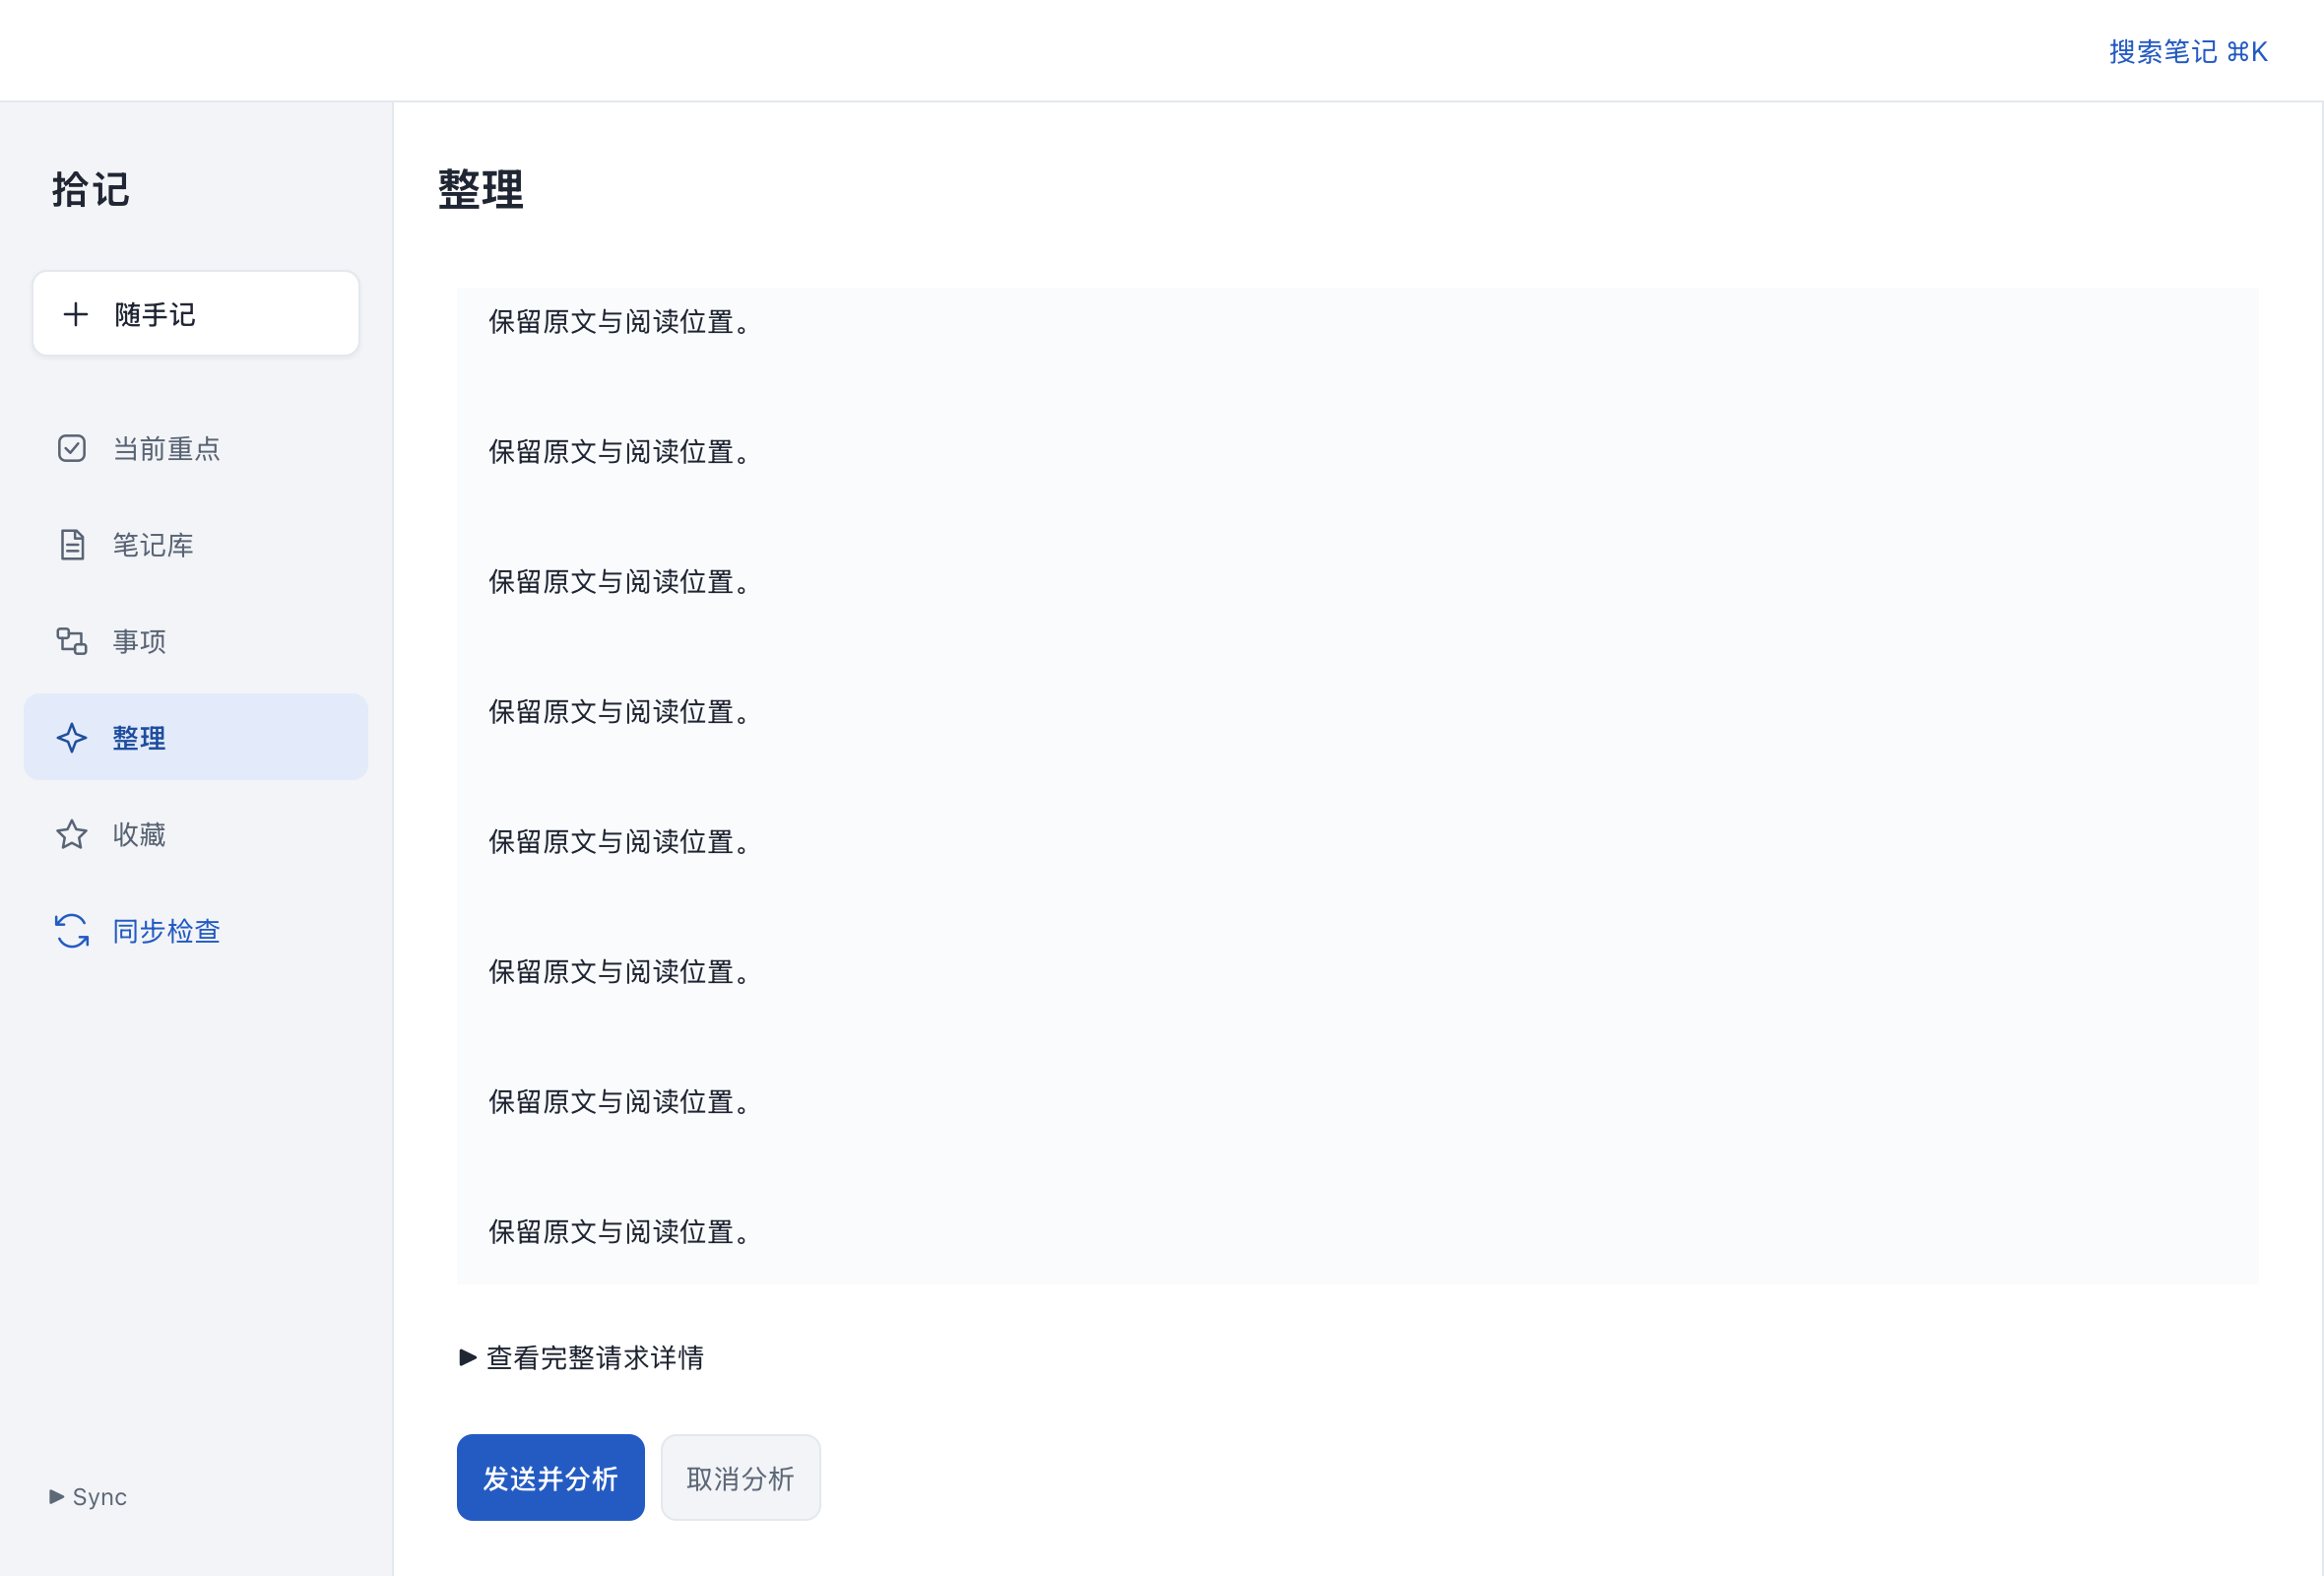 搜索笔记 ⌘K
拾记
随手记
当前重点
笔记库
事项
整理
收藏
同步检查
Sync
整理
保留原文与阅读位置。
保留原文与阅读位置。
保留原文与阅读位置。
保留原文与阅读位置。
保留原文与阅读位置。
保留原文与阅读位置。
保留原文与阅读位置。
保留原文与阅读位置。
查看完整请求详情
发送并分析
取消分析